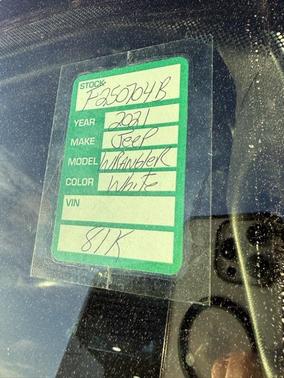 STOCK
P250704B
YEAR 2021
MAKE Jeep
MODEL WRANGLER
COLOR White
VIN
81K